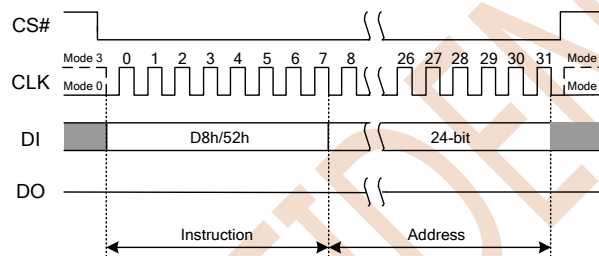 CS#
Mode 3 0 1 2 3 4 5 6 7 8 26 27 28 29 30 31 Mode
CLK
Mode 0 Mode
DI D8h/52h 24-bit
DO
Instruction Address